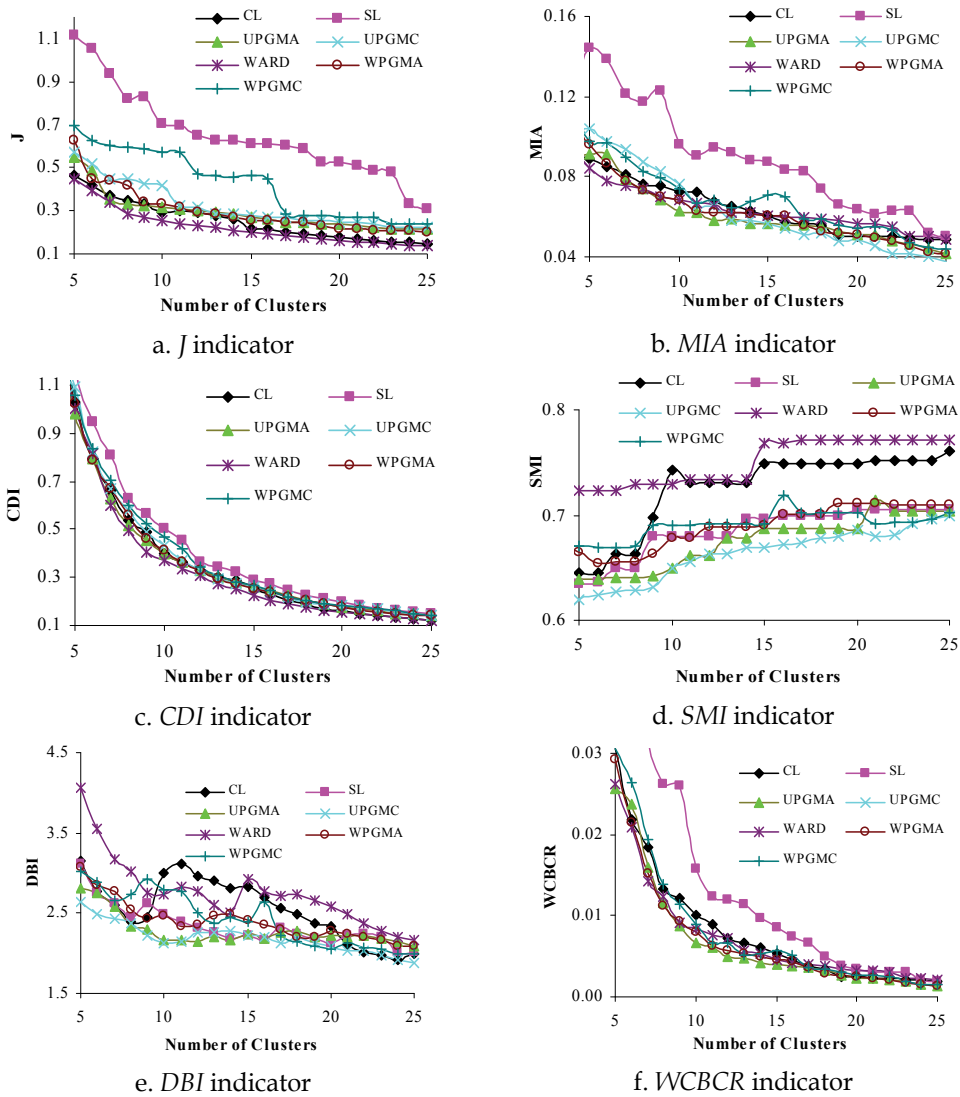 CL SL
UPGMA UPGMC
WARD WPGMA
WPGMC
J
1.1
0.9
0.7
0.5
0.3
0.1
5 10 15 20 25
Number of Clusters
a. J indicator
CL SL
UPGMA UPGMC
WARD WPGMA
WPGMC
MIA
0.16
0.12
0.08
0.04
5 10 15 20 25
Number of Clusters
b. MIA indicator
CL SL
UPGMA UPGMC
WARD WPGMA
WPGMC
CDI
1.1
0.9
0.7
0.5
0.3
0.1
5 10 15 20 25
Number of Clusters
c. CDI indicator
CL SL UPGMA
UPGMC WARD WPGMA
WPGMC
SMI
0.8
0.7
0.6
5 10 15 20 25
Number of Clusters
d. SMI indicator
CL SL
UPGMA UPGMC
WARD WPGMA
WPGMC
DBI
4.5
3.5
2.5
1.5
5 10 15 20 25
Number of Clusters
e. DBI indicator
CL SL
UPGMA UPGMC
WARD WPGMA
WPGMC
WCBCR
0.03
0.02
0.01
0.00
5 10 15 20 25
Number of Clusters
f. WCBCR indicator